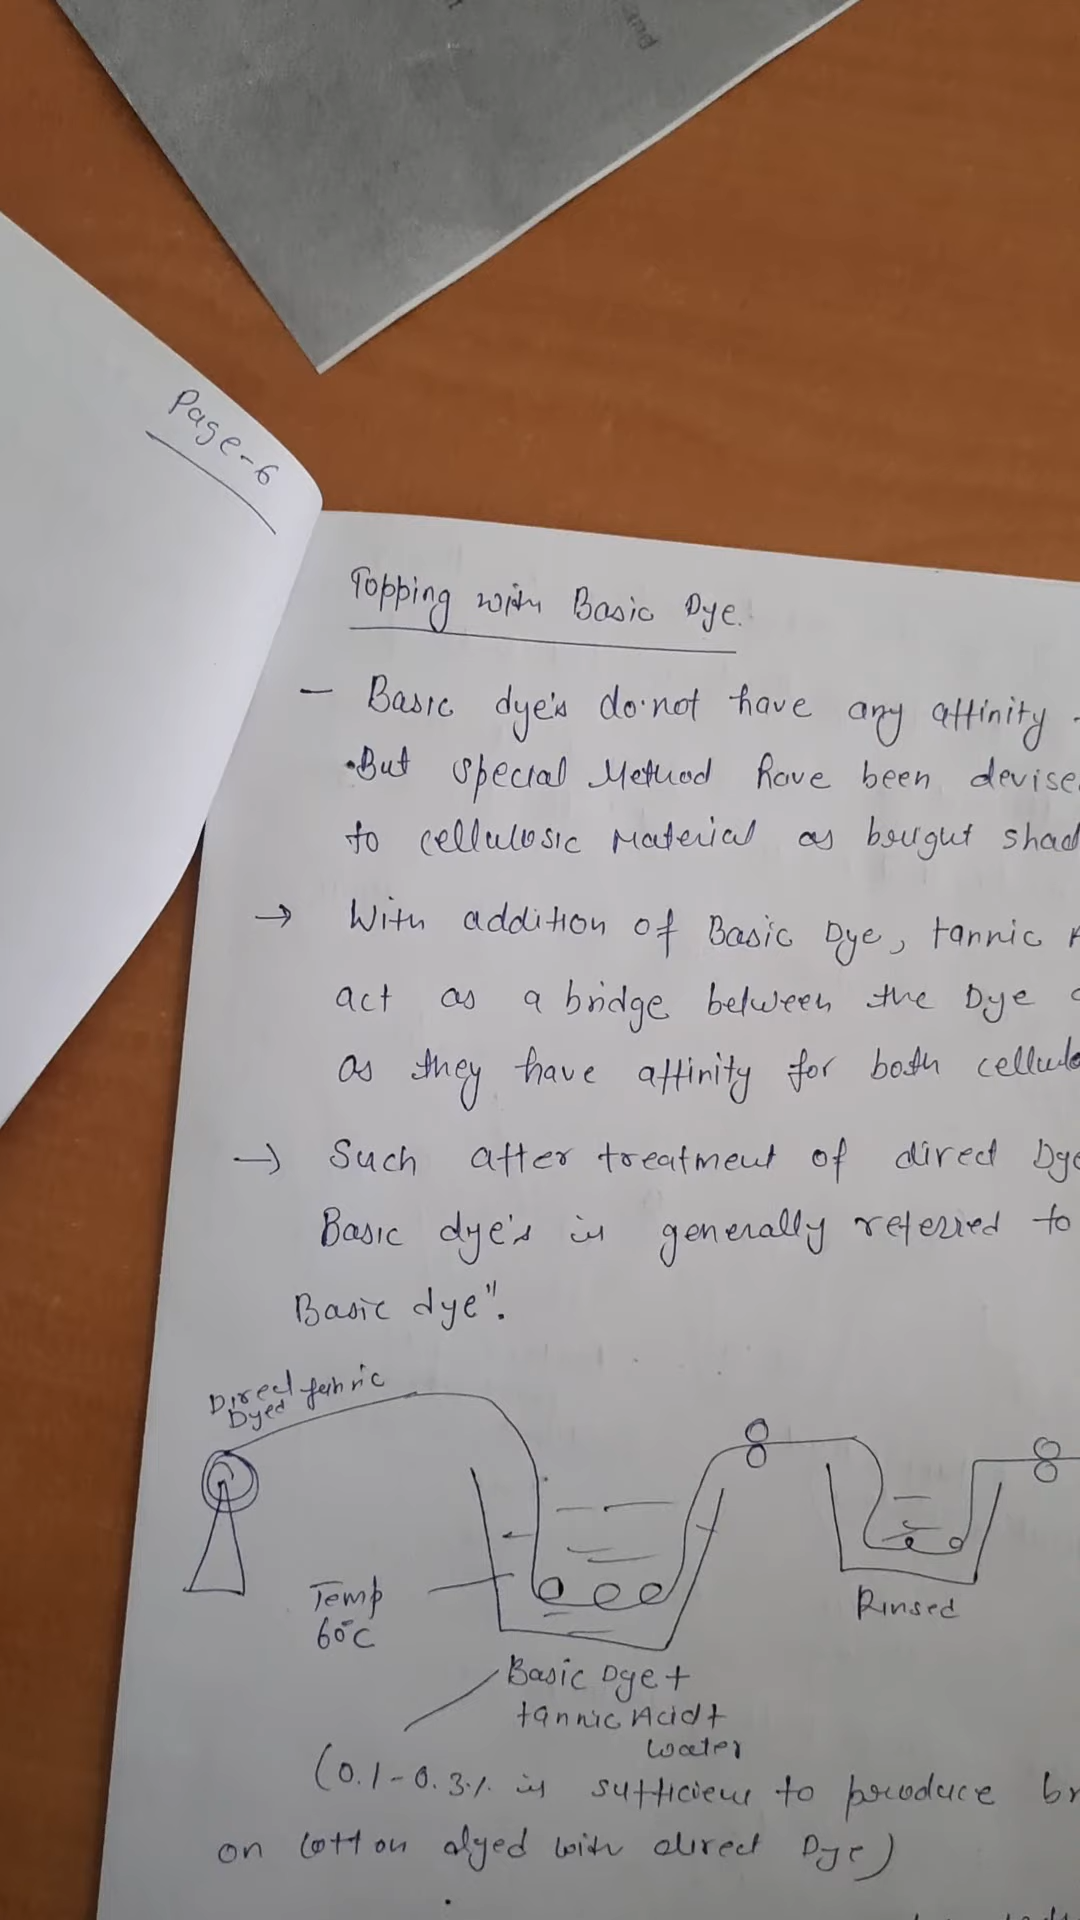 and
Page-6
Topping with Basic Dye.
- Basic dye's do not have any affinity
But special Method have been devise
to cellulosic Material as bright shad
→ With addition of Basic Dye, tannic A
act as a bridge between the Dye
as they have affinity for both cellulo
→ Such after treatment of direct Dye
Basic dye's is generally referred to
Basic dye".
Direct fabric
Dyed
Temp
60°C
Rinsed
Basic Dye +
tannic Acid +
water
(0.1-0.3% is sufficient to produce br
on cotton dyed with direct Dye)